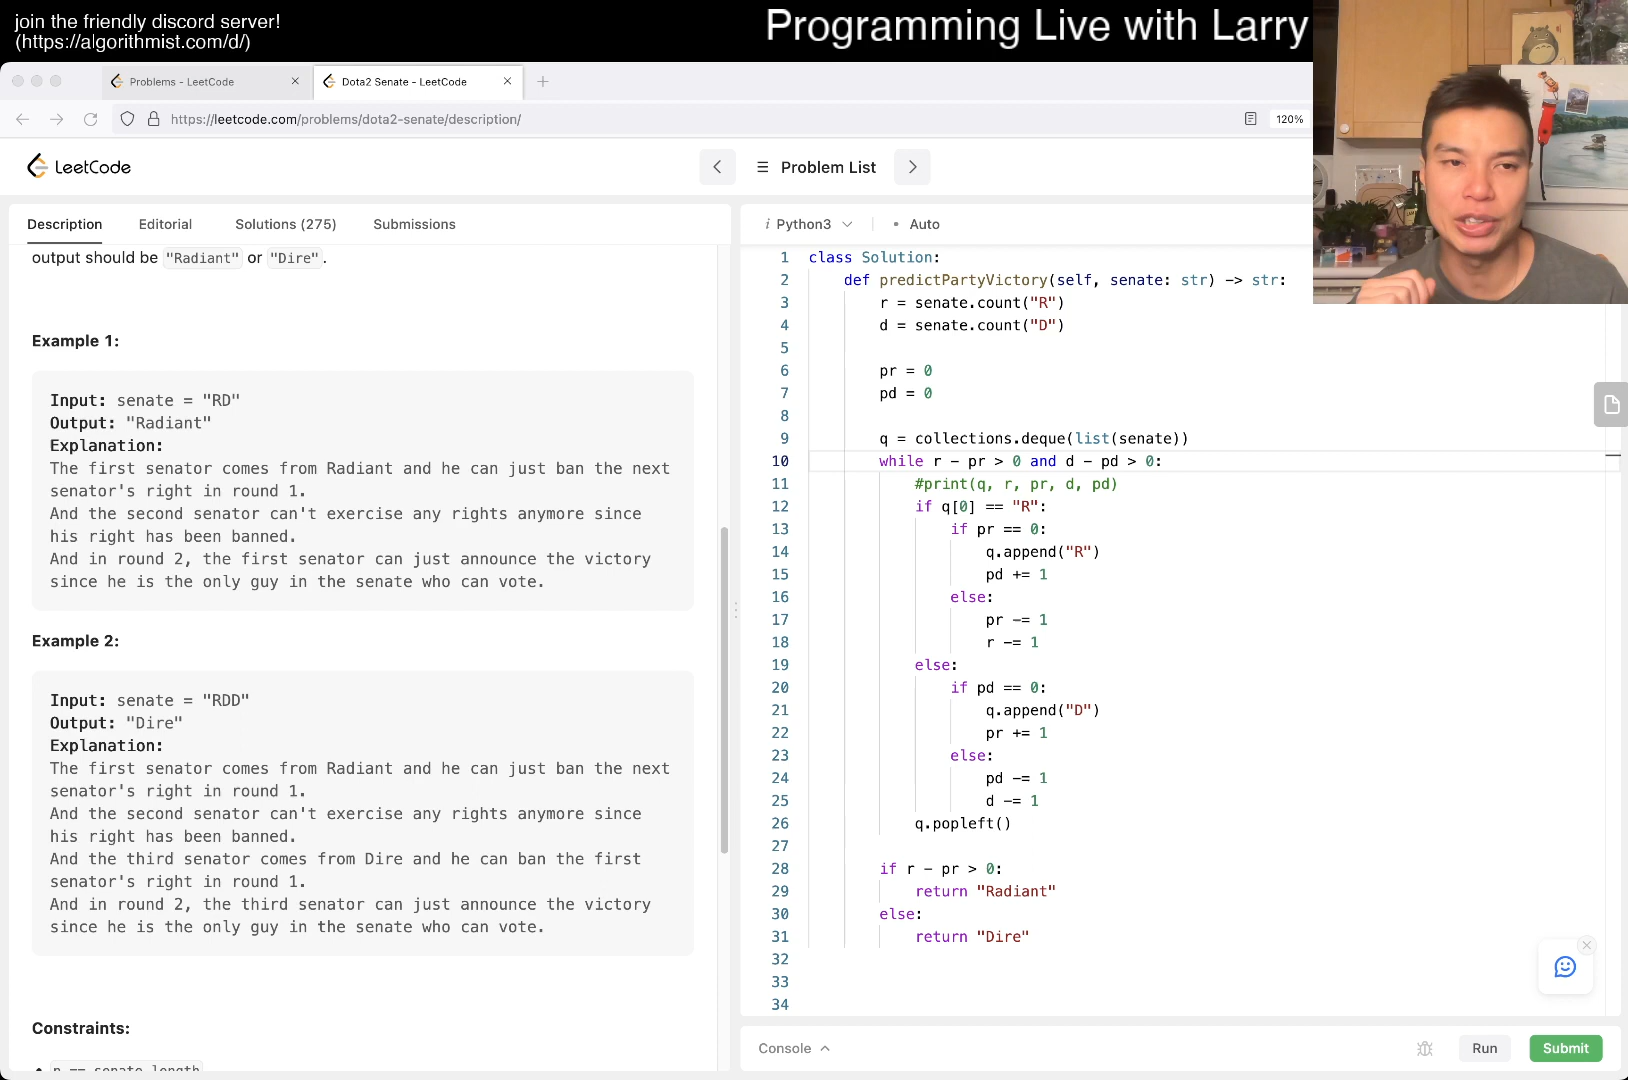 join the friendly discord server!
(https://algorithmist.com/d/)
Programming Live with Larry
Problems - LeetCode
Dota2 Senate - LeetCode
https://leetcode.com/problems/dota2-senate/description/
120%
LeetCode
Problem List
Description
Editorial
Solutions (275)
Submissions
output should be "Radiant" or "Dire".
Example 1:
Input: senate = "RD"
Output: "Radiant"
Explanation:
The first senator comes from Radiant and he can just ban the next
senator's right in round 1.
And the second senator can't exercise any rights anymore since
his right has been banned.
And in round 2, the first senator can just announce the victory
since he is the only guy in the senate who can vote.
Example 2:
Input: senate = "RDD"
Output: "Dire"
Explanation:
The first senator comes from Radiant and he can just ban the next
senator's right in round 1.
And the second senator can't exercise any rights anymore since
his right has been banned.
And the third senator comes from Dire and he can ban the first
senator's right in round 1.
And in round 2, the third senator can just announce the victory
since he is the only guy in the senate who can vote.
Constraints:
n == senate.length
i Python3
Auto
1 class Solution:
2 def predictPartyVictory(self, senate: str) -> str:
3 r = senate.count("R")
4 d = senate.count("D")
5
6 pr = 0
7 pd = 0
8
9 q = collections.deque(list(senate))
10 while r - pr > 0 and d - pd > 0:
11 #print(q, r, pr, d, pd)
12 if q[0] == "R":
13 if pr == 0:
14 q.append("R")
15 pd += 1
16 else:
17 pr -= 1
18 r -= 1
19 else:
20 if pd == 0:
21 q.append("D")
22 pr += 1
23 else:
24 pd -= 1
25 d -= 1
26 q.popleft()
27
28 if r - pr > 0:
29 return "Radiant"
30 else:
31 return "Dire"
32
33
34
Console
Run
Submit